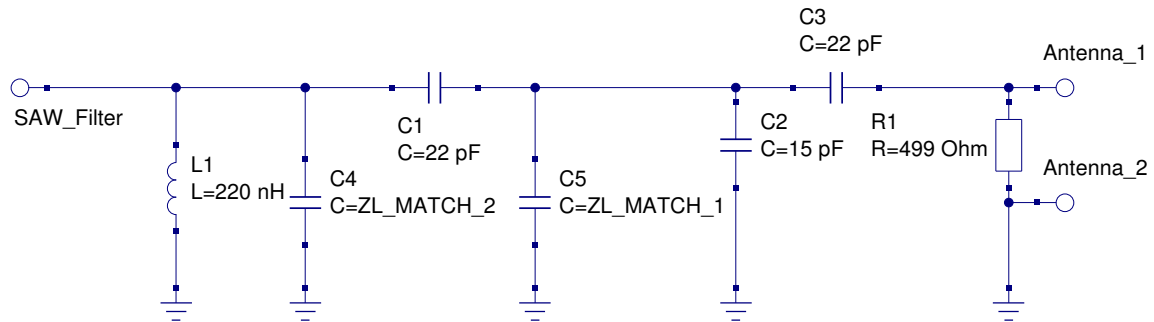 C3
C=22 pF
Antenna_1
SAW_Filter
C1
C=22 pF
C2
C=15 pF
R1
R=499 Ohm
L1
L=220 nH
C4
C=ZL_MATCH_2
C5
C=ZL_MATCH_1
Antenna_2